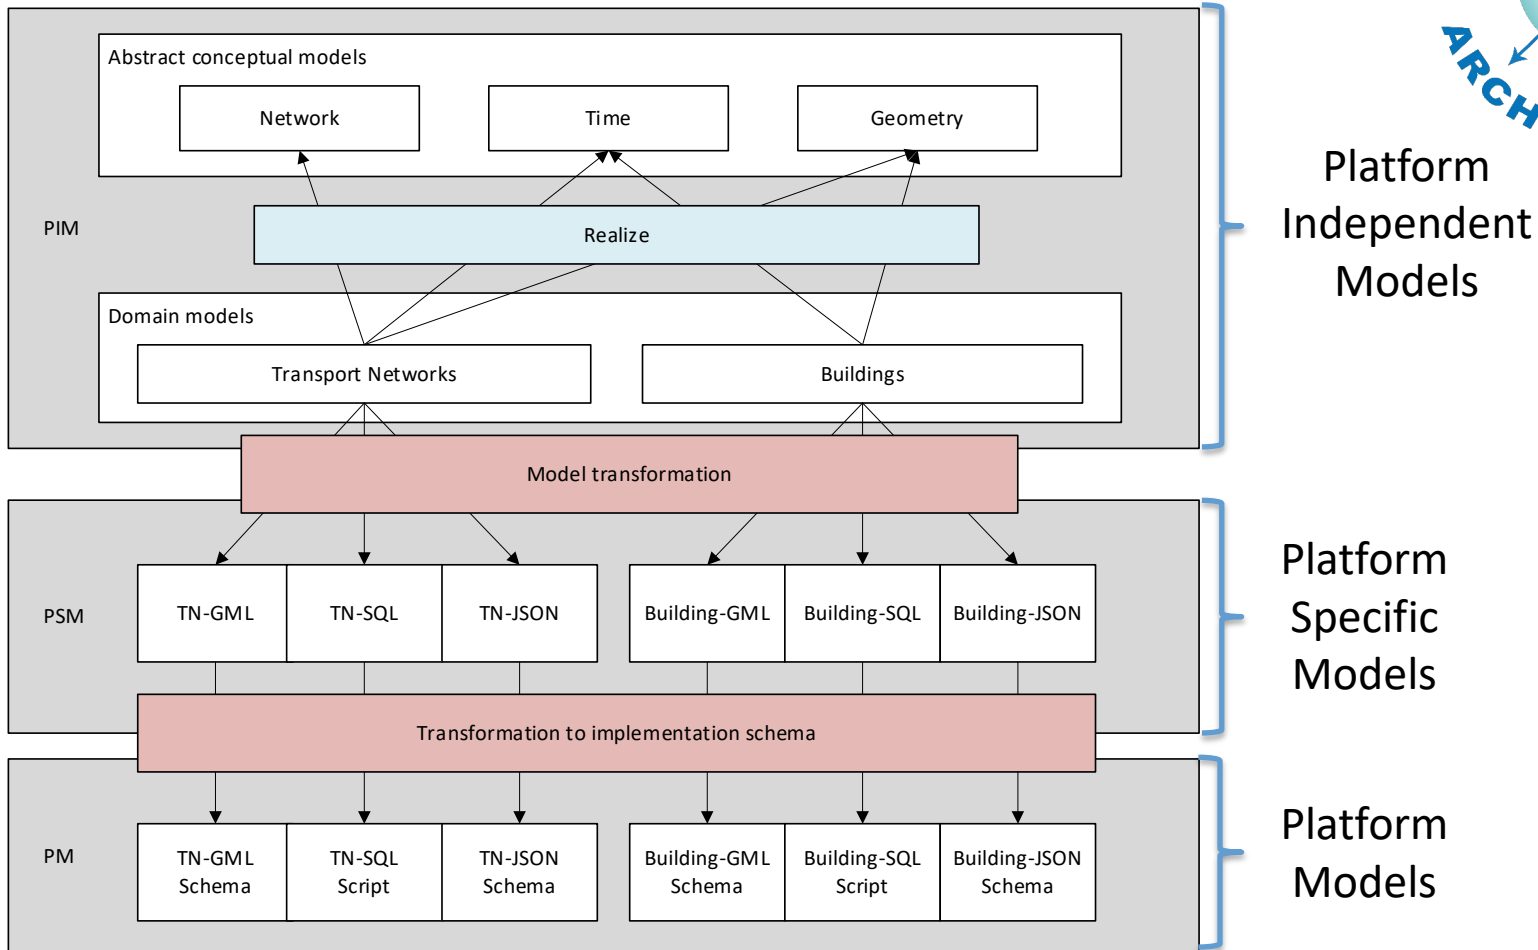 Abstract conceptual models
Network
Time
Geometry
ARCH
Platform
Independent
Models
PIM
Realize
Domain models
Transport Networks
Buildings
Model transformation
Platform
Specific
Models
PSM
TN-GML
TN-SQL
TN-JSON
Building-GML
Building-SQL
Building-JSON
Transformation to implementation schema
Platform
Models
PM
TN-GML
Schema
TN-SQL
Script
TN-JSON
Schema
Building-GML
Schema
Building-SQL
Script
Building-JSON
Schema